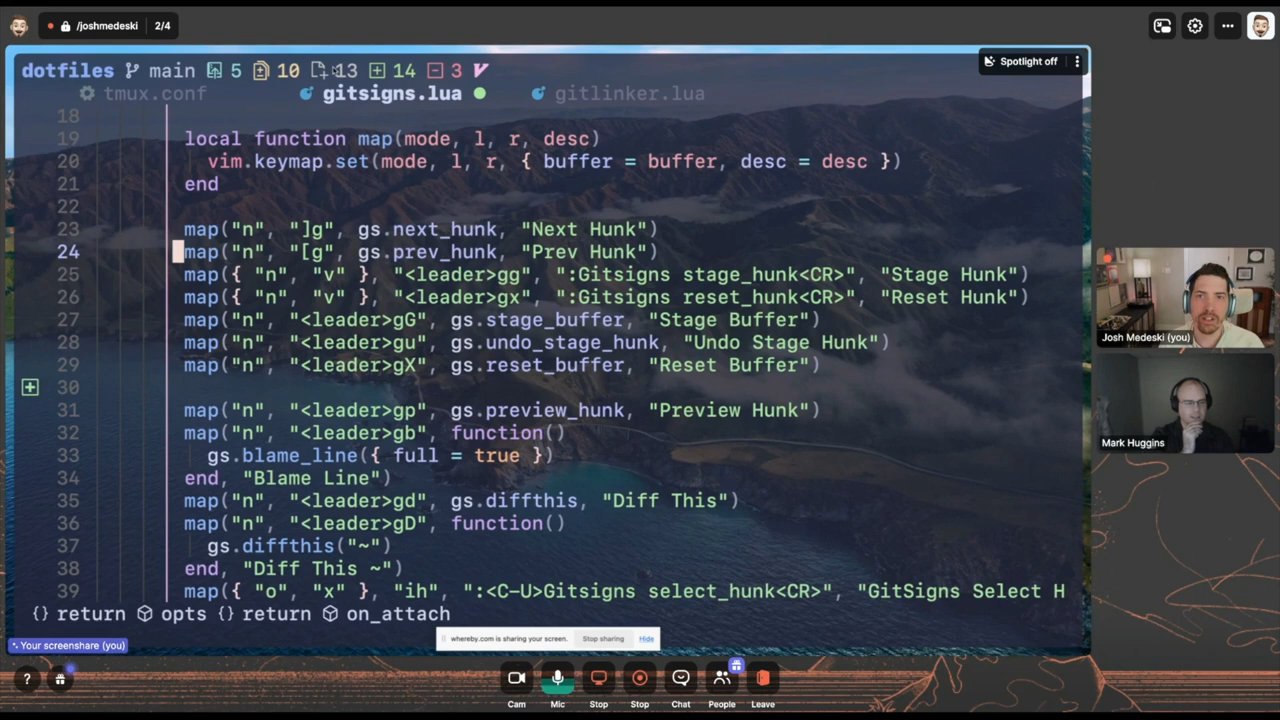 /joshmedeski 2/4
Spotlight off
dotfiles main 5 10 13 14 3
tmux.conf gitsigns.lua gitlinker.lua
18
19 local function map(mode, l, r, desc)
20 vim.keymap.set(mode, l, r, { buffer = buffer, desc = desc })
21 end
22
23 map("n", "]g", gs.next_hunk, "Next Hunk")
24 map("n", "[g", gs.prev_hunk, "Prev Hunk")
25 map({ "n", "v" }, "<leader>gg", ":Gitsigns stage_hunk<CR>", "Stage Hunk")
26 map({ "n", "v" }, "<leader>gx", ":Gitsigns reset_hunk<CR>", "Reset Hunk")
27 map("n", "<leader>gG", gs.stage_buffer, "Stage Buffer")
28 map("n", "<leader>gu", gs.undo_stage_hunk, "Undo Stage Hunk")
29 map("n", "<leader>gX", gs.reset_buffer, "Reset Buffer")
30
31 map("n", "<leader>gp", gs.preview_hunk, "Preview Hunk")
32 map("n", "<leader>gb", function()
33 gs.blame_line({ full = true })
34 end, "Blame Line")
35 map("n", "<leader>gd", gs.diffthis, "Diff This")
36 map("n", "<leader>gD", function()
37 gs.diffthis("~")
38 end, "Diff This ~")
39 map({ "o", "x" }, "ih", ":<C-U>Gitsigns select_hunk<CR>", "GitSigns Select H
{} return opts {} return on_attach
Josh Medeski (you)
Mark Huggins
whereby.com is sharing your screen. Stop sharing Hide
Your screenshare (you)
? Cam Mic Stop Stop Chat People Leave